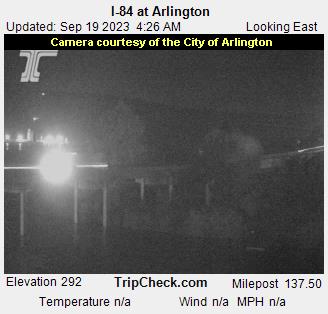 I-84 at Arlington
Updated: Sep 19 2023 4:26 AM Looking East
Camera courtesy of the City of Arlington
Elevation 292 TripCheck.com Milepost 137.50
Temperature n/a Wind n/a MPH n/a